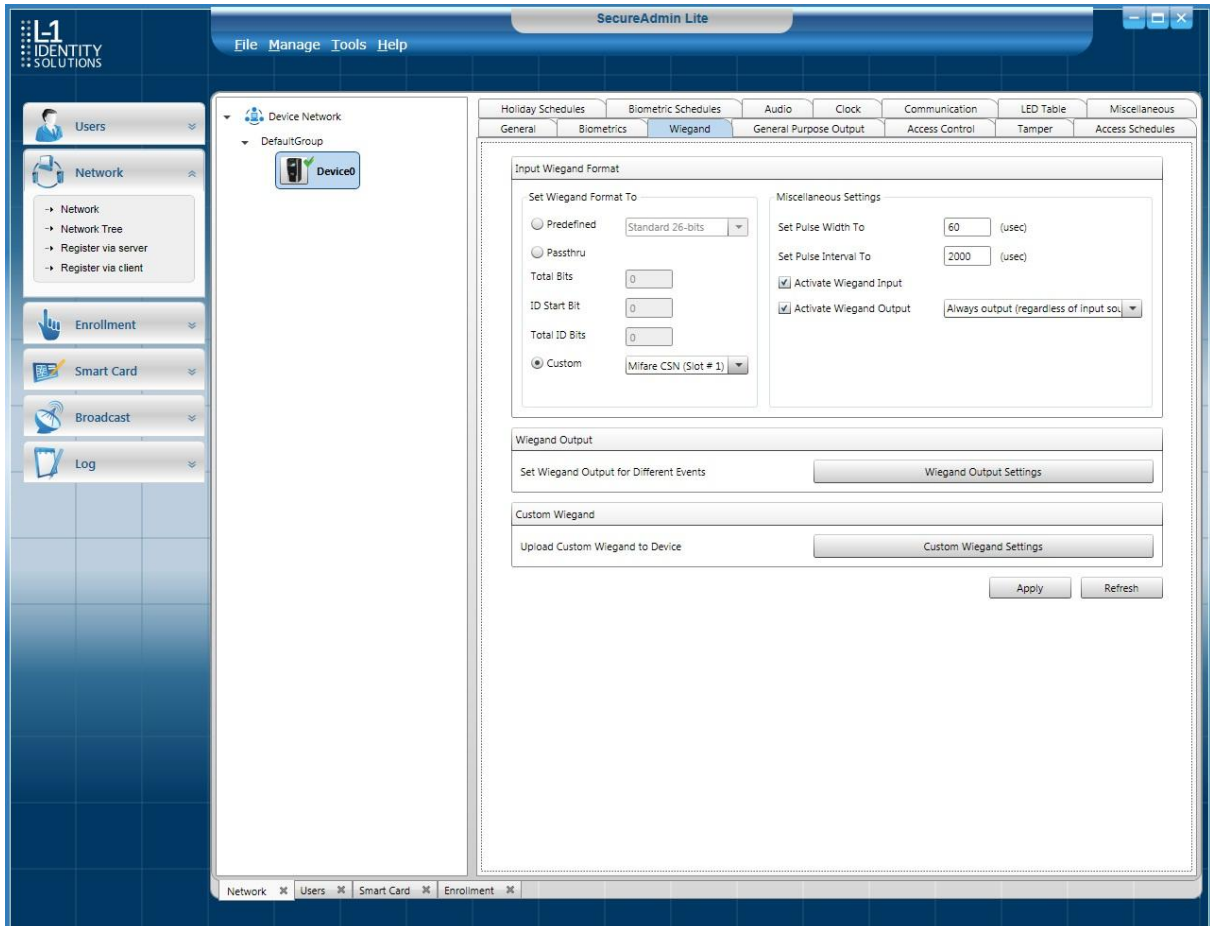 SecureAdmin Lite
L-1
IDENTITY
SOLUTIONS
File Manage Tools Help
Users
Network
→ Network
→ Network Tree
→ Register via server
→ Register via client
Enrollment
Smart Card
Broadcast
Log
Device Network
DefaultGroup
Device0
Holiday Schedules Biometric Schedules Audio Clock Communication LED Table Miscellaneous
General Biometrics Wiegand General Purpose Output Access Control Tamper Access Schedules
Input Wiegand Format
Set Wiegand Format To
Predefined Standard 26-bits
Passthru
Total Bits 0
ID Start Bit 0
Total ID Bits 0
Custom Mifare CSN (Slot # 1)
Miscellaneous Settings
Set Pulse Width To 60 (usec)
Set Pulse Interval To 2000 (usec)
Activate Wiegand Input
Activate Wiegand Output Always output (regardless of input sou
Wiegand Output
Set Wiegand Output for Different Events Wiegand Output Settings
Custom Wiegand
Upload Custom Wiegand to Device Custom Wiegand Settings
Apply Refresh
Network Users Smart Card Enrollment